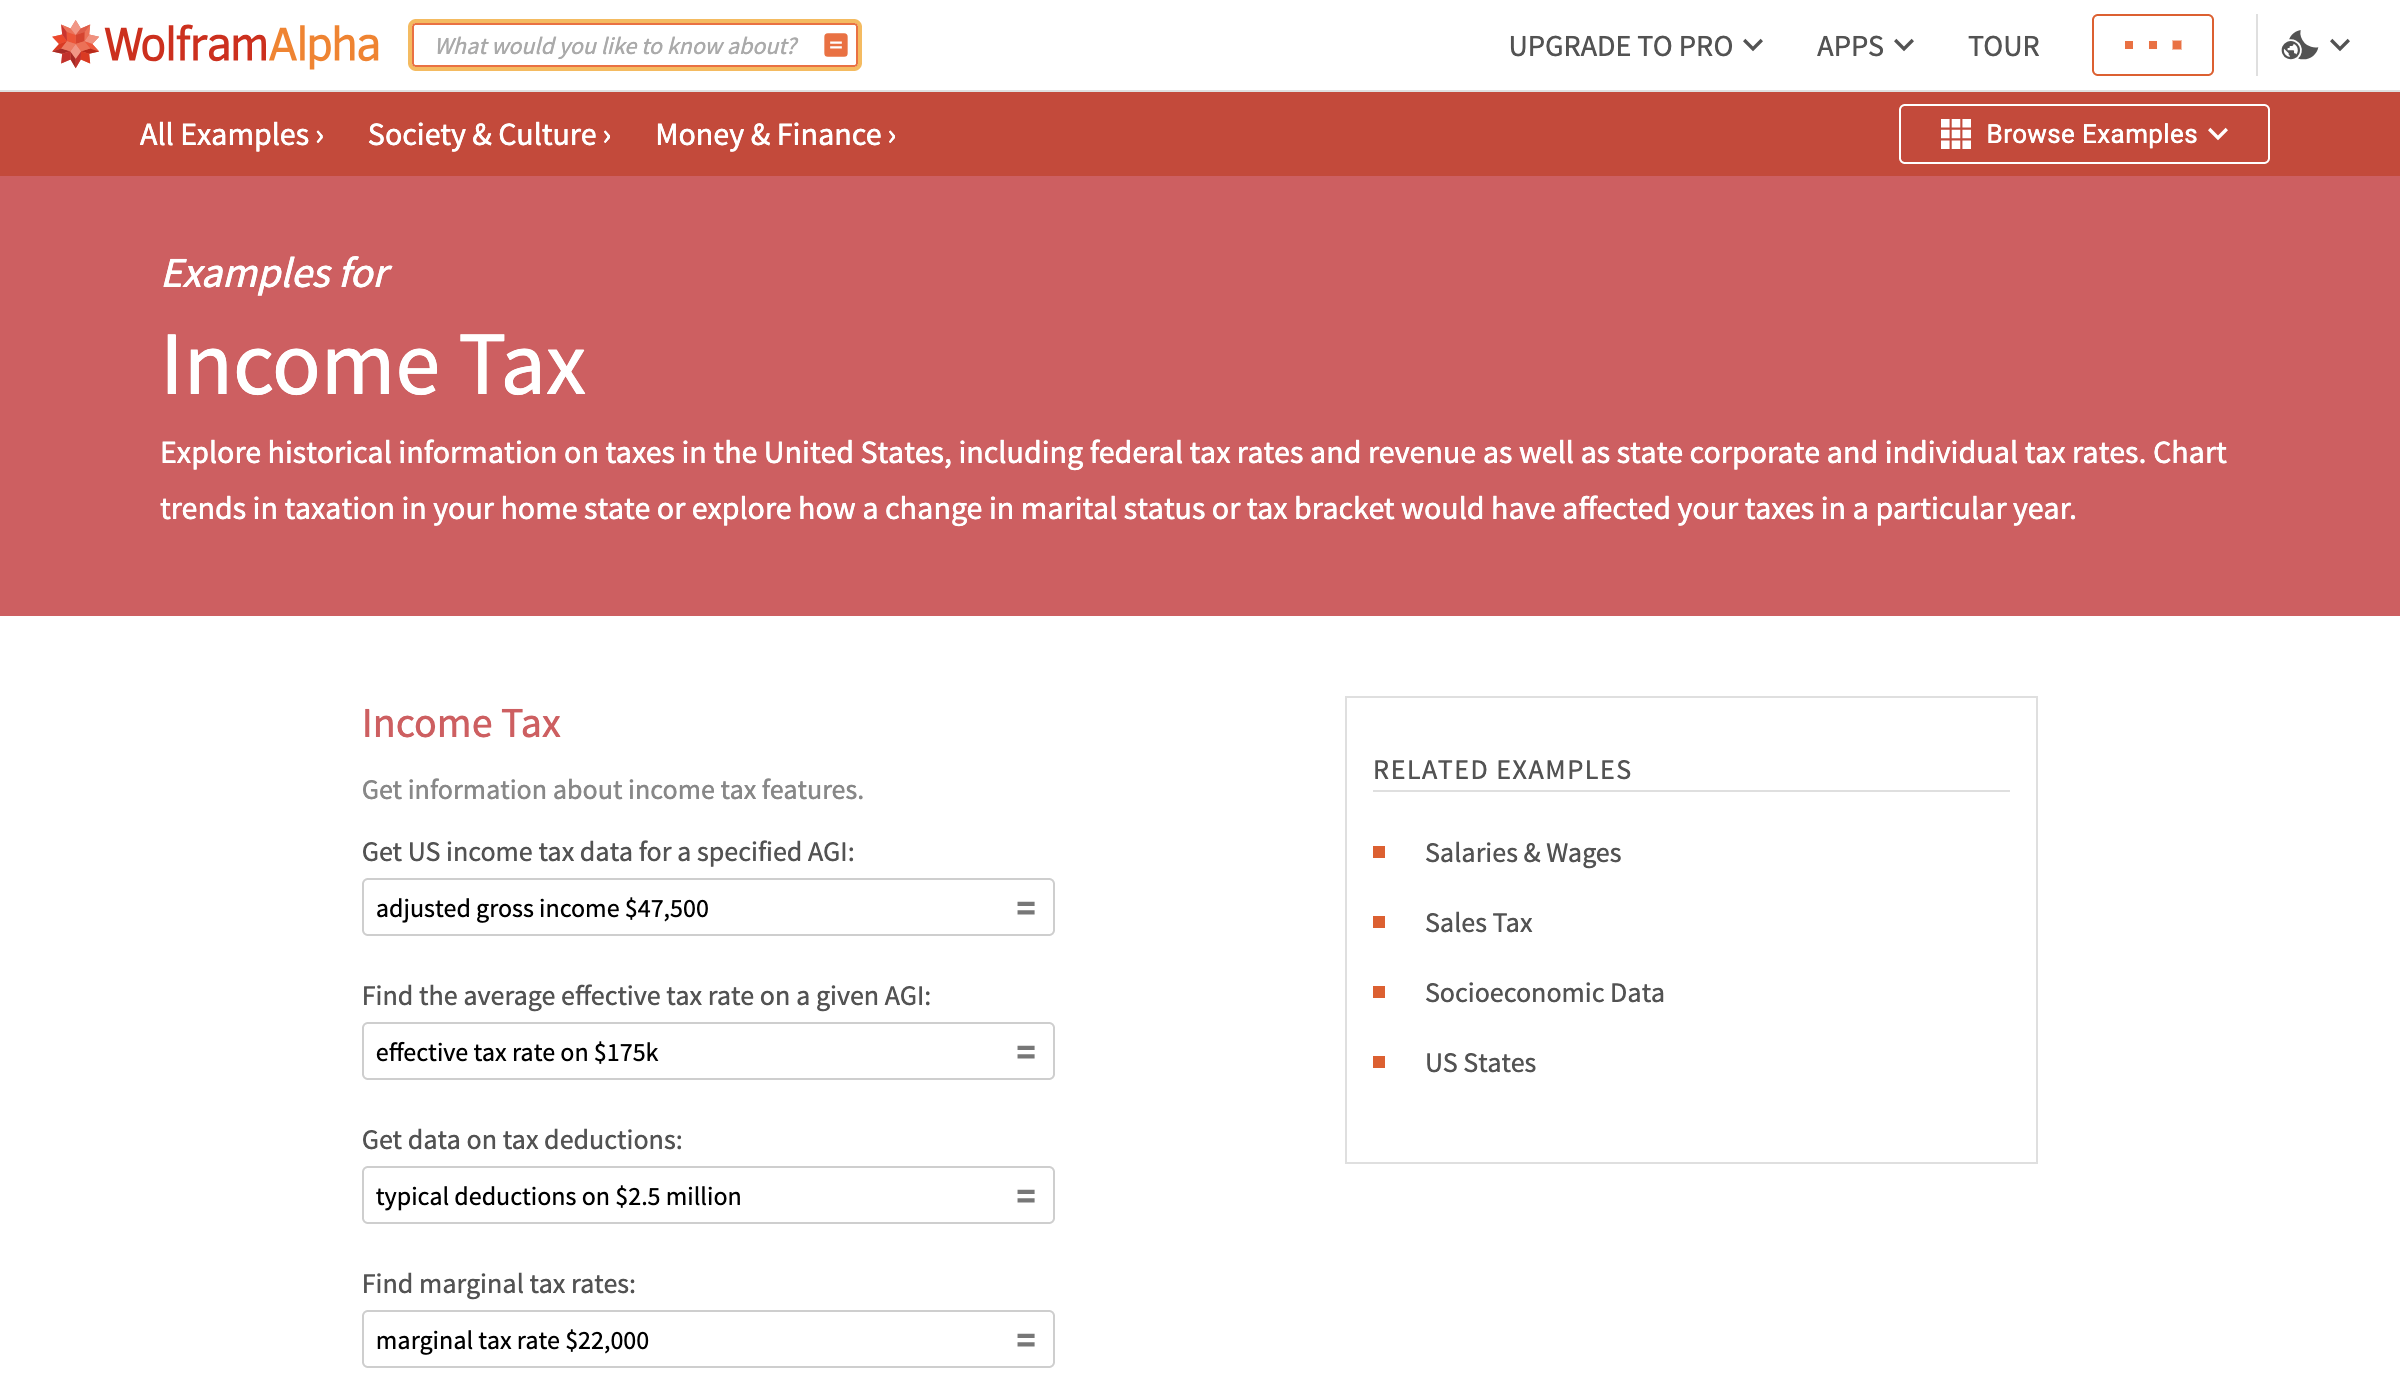 WolframAlpha
What would you like to know about?
UPGRADE TO PRO
APPS
TOUR
All Examples ›
Society & Culture ›
Money & Finance ›
Browse Examples
Examples for
Income Tax
Explore historical information on taxes in the United States, including federal tax rates and revenue as well as state corporate and individual tax rates. Chart
trends in taxation in your home state or explore how a change in marital status or tax bracket would have affected your taxes in a particular year.
Income Tax
Get information about income tax features.
Get US income tax data for a specified AGI:
adjusted gross income $47,500
Find the average effective tax rate on a given AGI:
effective tax rate on $175k
Get data on tax deductions:
typical deductions on $2.5 million
Find marginal tax rates:
marginal tax rate $22,000
RELATED EXAMPLES
Salaries & Wages
Sales Tax
Socioeconomic Data
US States